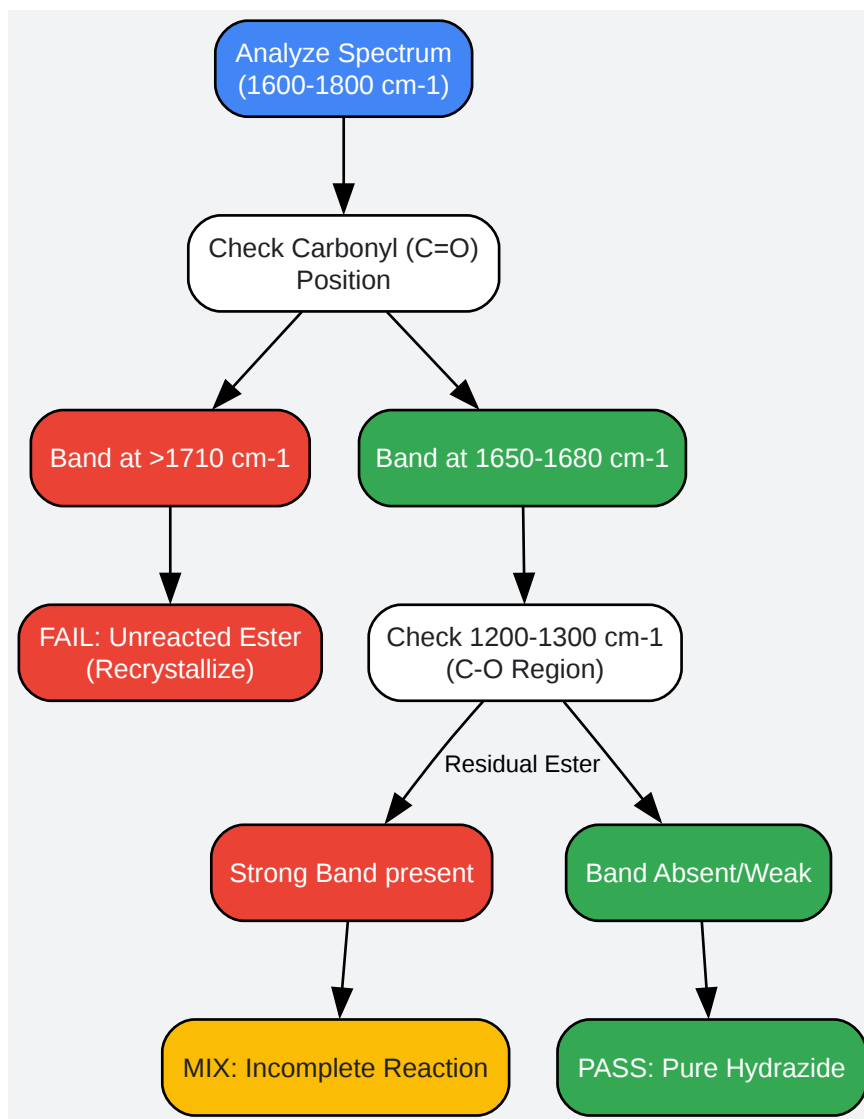 Analyze Spectrum
(1600-1800 cm-1)
Check Carbonyl (C=O)
Position
Band at >1710 cm-1
Band at 1650-1680 cm-1
FAIL: Unreacted Ester
(Recrystallize)
Check 1200-1300 cm-1
(C-O Region)
Residual Ester
Strong Band present
Band Absent/Weak
MIX: Incomplete Reaction
PASS: Pure Hydrazide